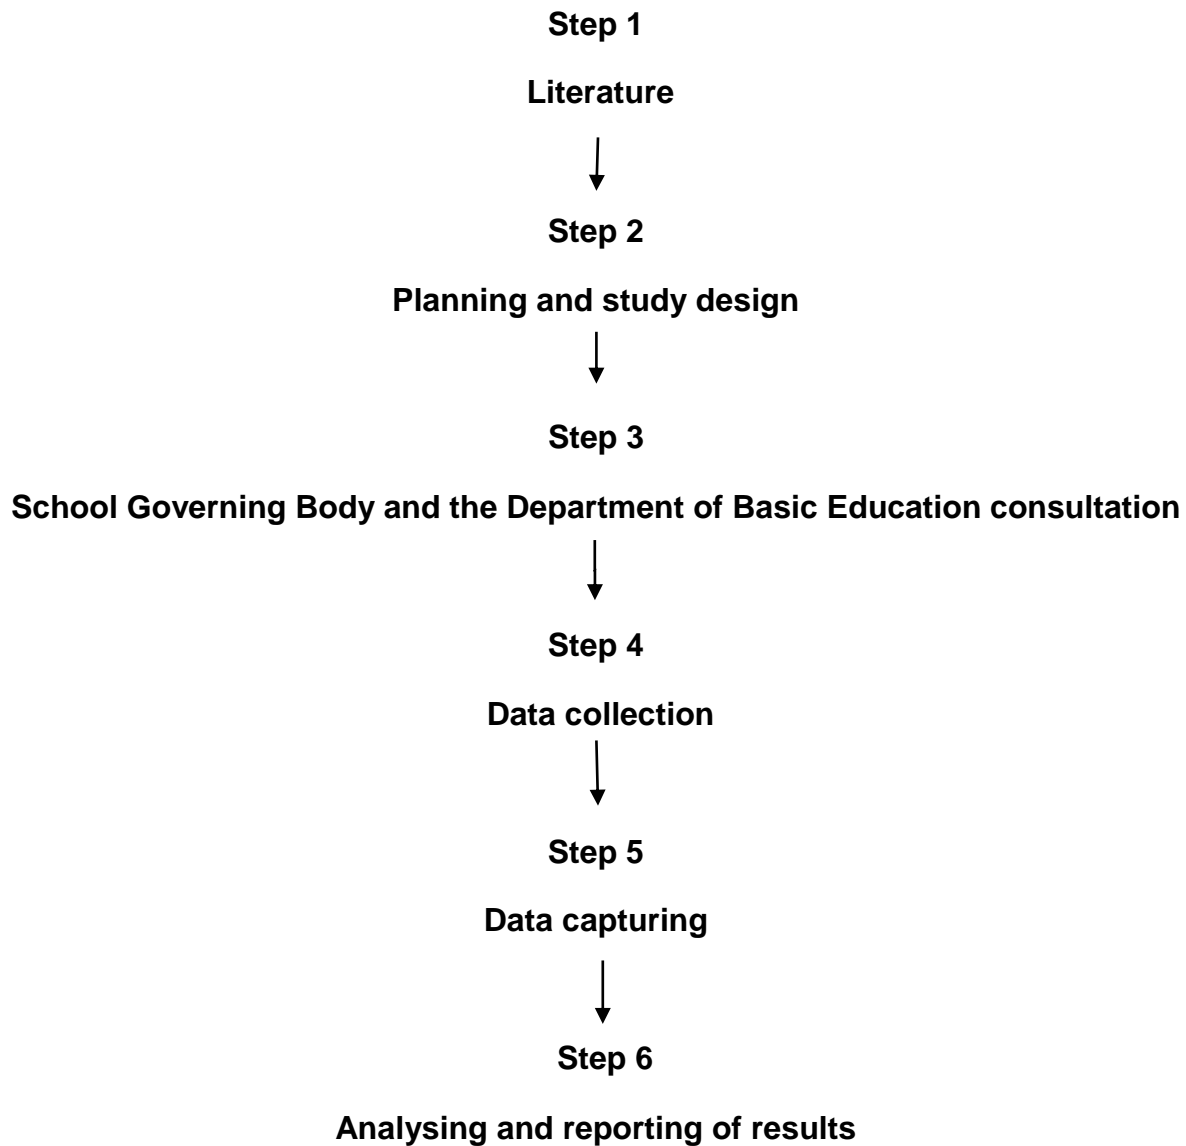 Step 1
Literature
Step 2
Planning and study design
Step 3
School Governing Body and the Department of Basic Education consultation
Step 4
Data collection
Step 5
Data capturing
Step 6
Analysing and reporting of results